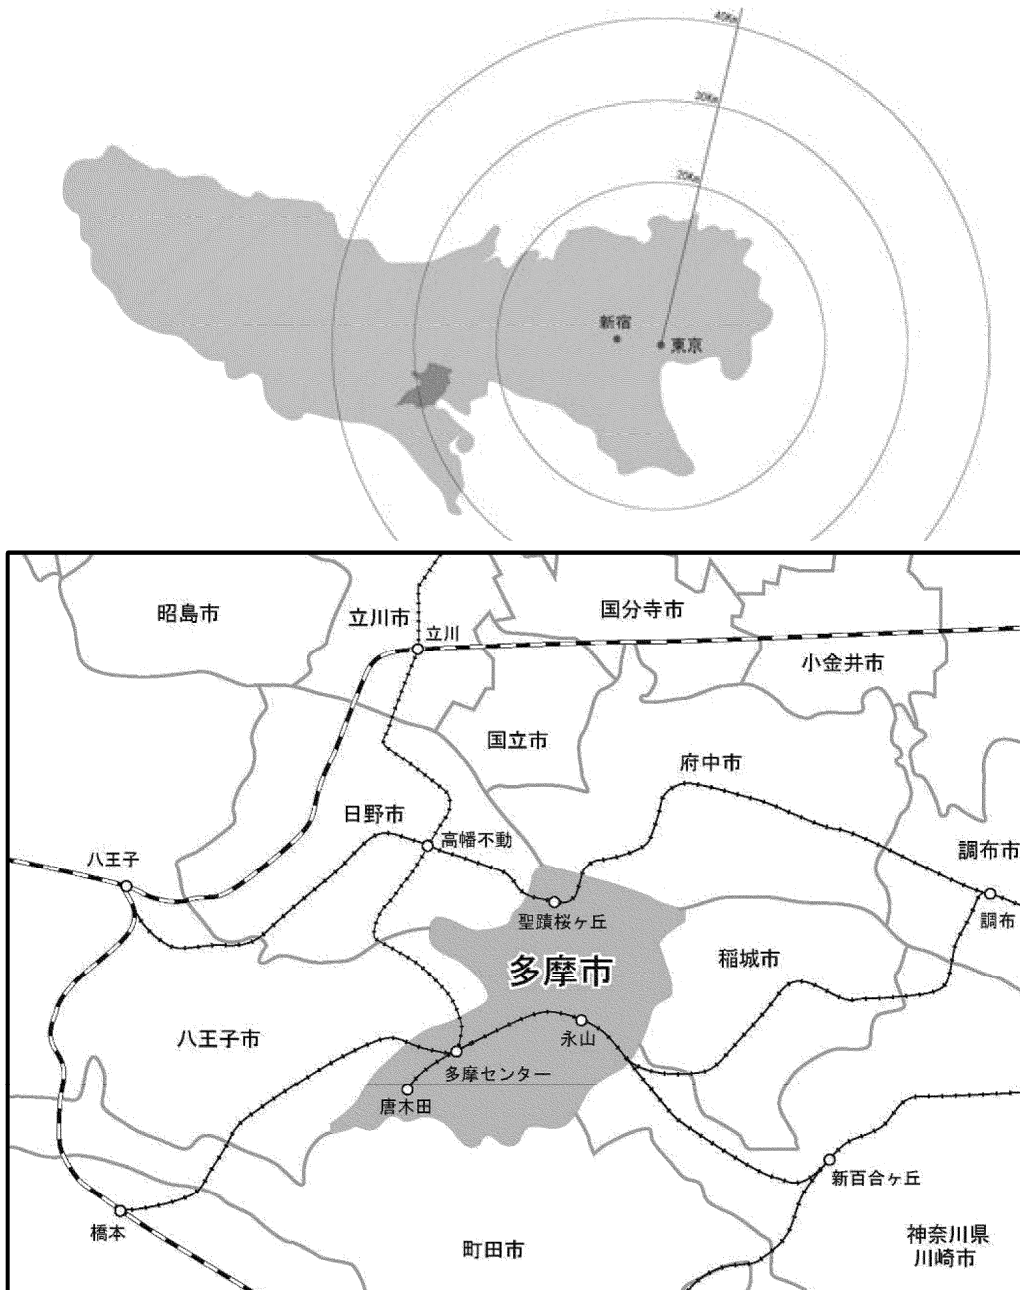 40Km
30Km
20Km
新宿
東京
昭島市
立川市
立川
国分寺市
小金井市
国立市
府中市
日野市
高幡不動
調布市
八王子
調布
聖蹟桜ヶ丘
多摩市
稲城市
八王子市
永山
多摩センター
唐木田
新百合ヶ丘
橋本
町田市
神奈川県
川崎市